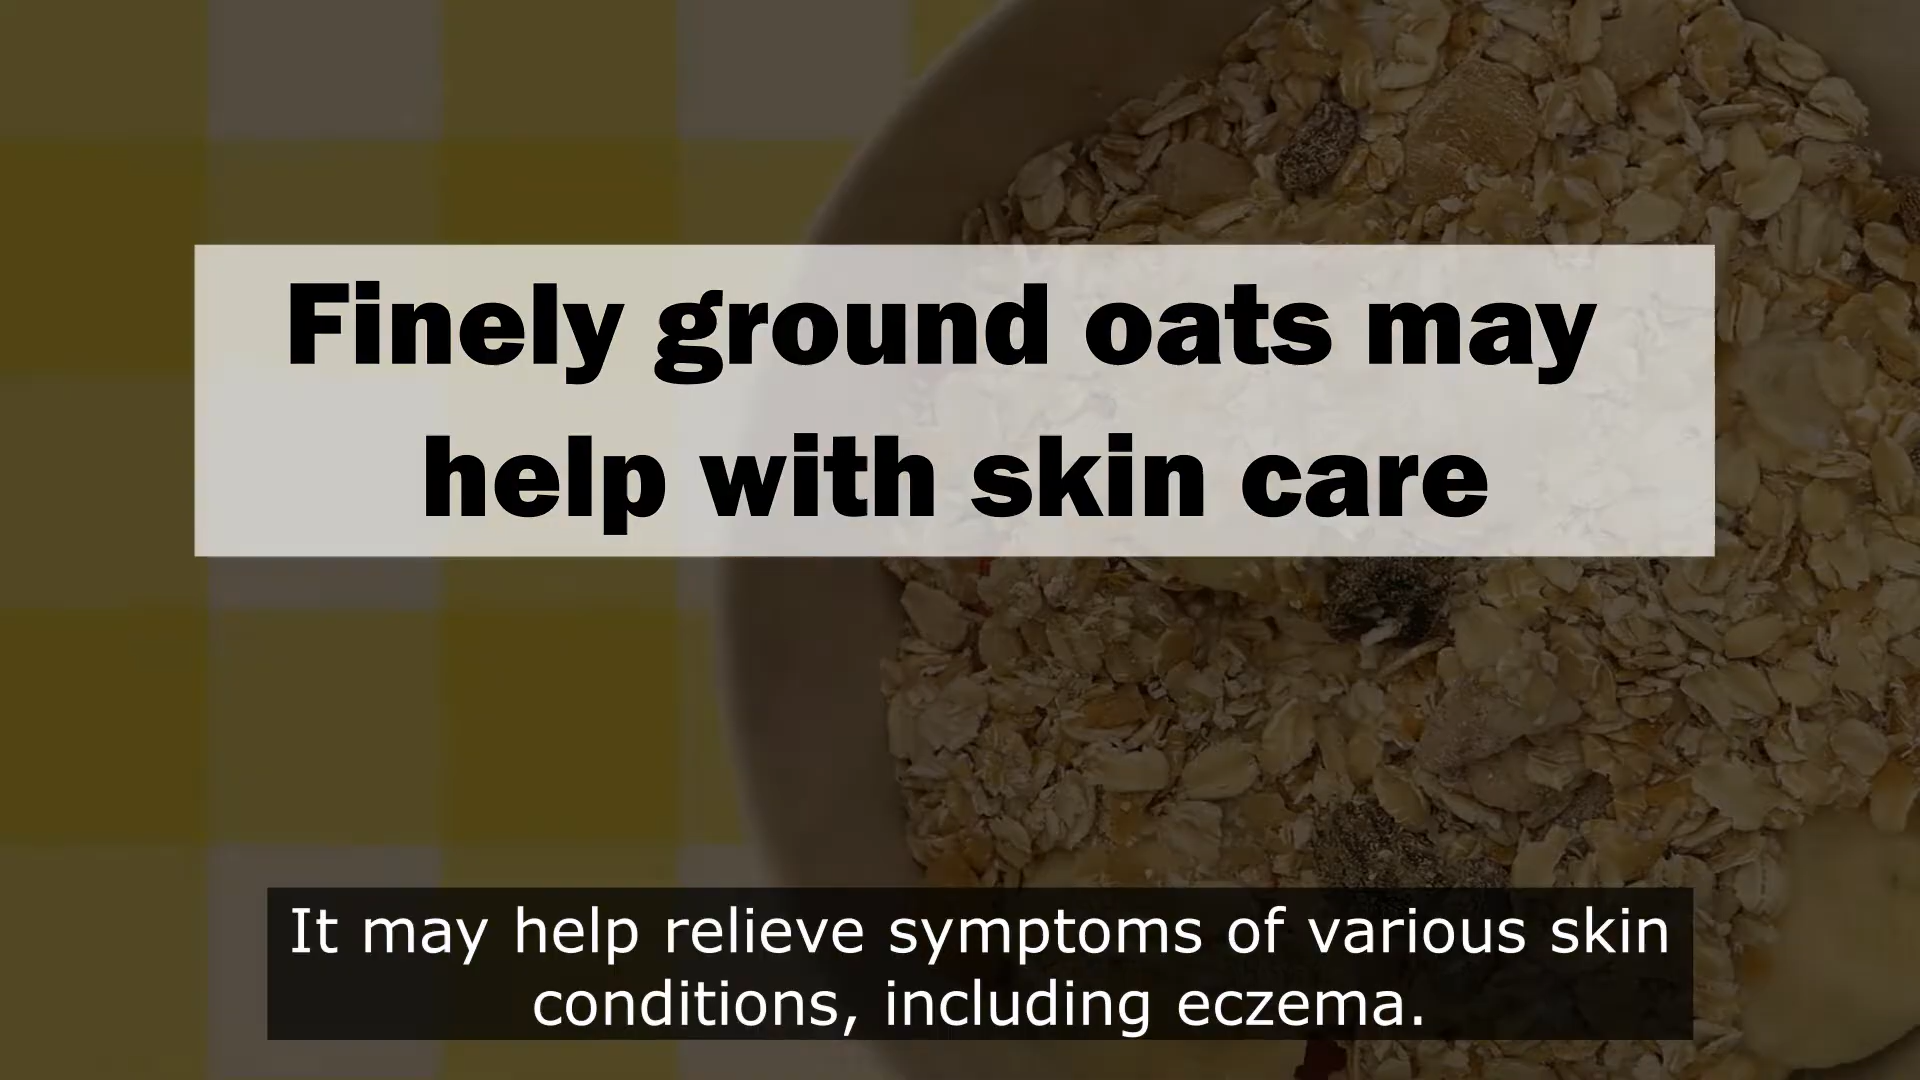 Finely ground oats may
help with skin care
It may help relieve symptoms of various skin
conditions, including eczema.